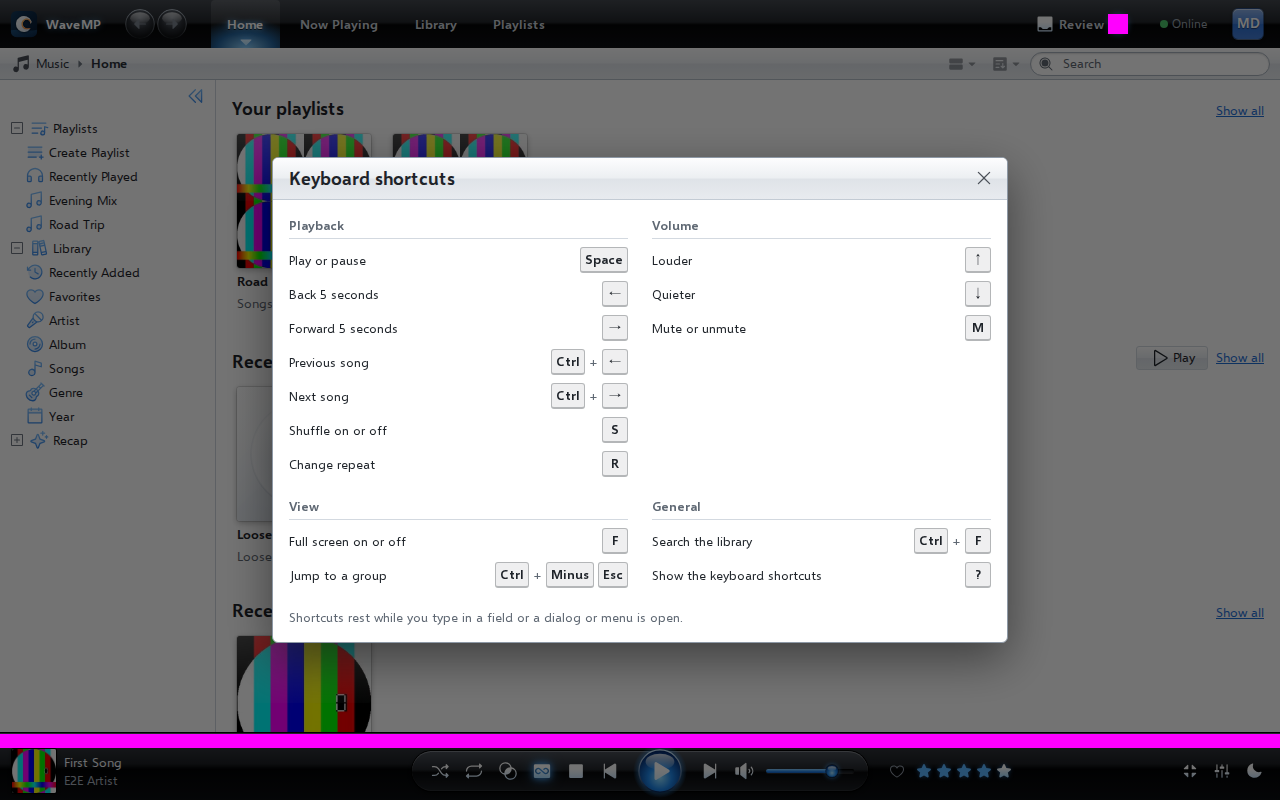 WaveMP
Home
Now Playing
Library
Playlists
Review
Online
MD
Music
Home
Search
Playlists
Create Playlist
Recently Played
Evening Mix
Road Trip
Library
Recently Added
Favorites
Artist
Album
Songs
Genre
Year
Recap
Your playlists
Show all
Road
Songs
Rece
Play
Show all
Loose
Loose
Rece
Show all
Keyboard shortcuts
Playback
Play or pause Space
Back 5 seconds ←
Forward 5 seconds →
Previous song Ctrl + ←
Next song Ctrl + →
Shuffle on or off S
Change repeat R
Volume
Louder ↑
Quieter ↓
Mute or unmute M
View
Full screen on or off F
Jump to a group Ctrl + Minus Esc
General
Search the library Ctrl + F
Show the keyboard shortcuts ?
Shortcuts rest while you type in a field or a dialog or menu is open.
First Song
E2E Artist